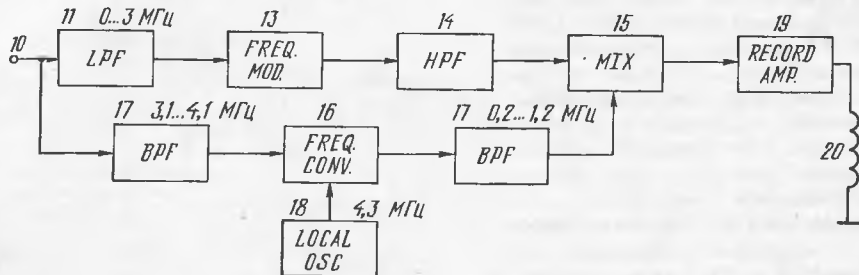 10
11 0...3 МГц
LPF
13
FREQ.
MOD.
14
HPF
15
MIX
19
RECORD
AMP.
17 3,1...4,1 МГц
BPF
16
FREQ
CONV.
17 0,2...1,2 МГц
BPF
20
18 4,3 МГц
LOCAL
OSC